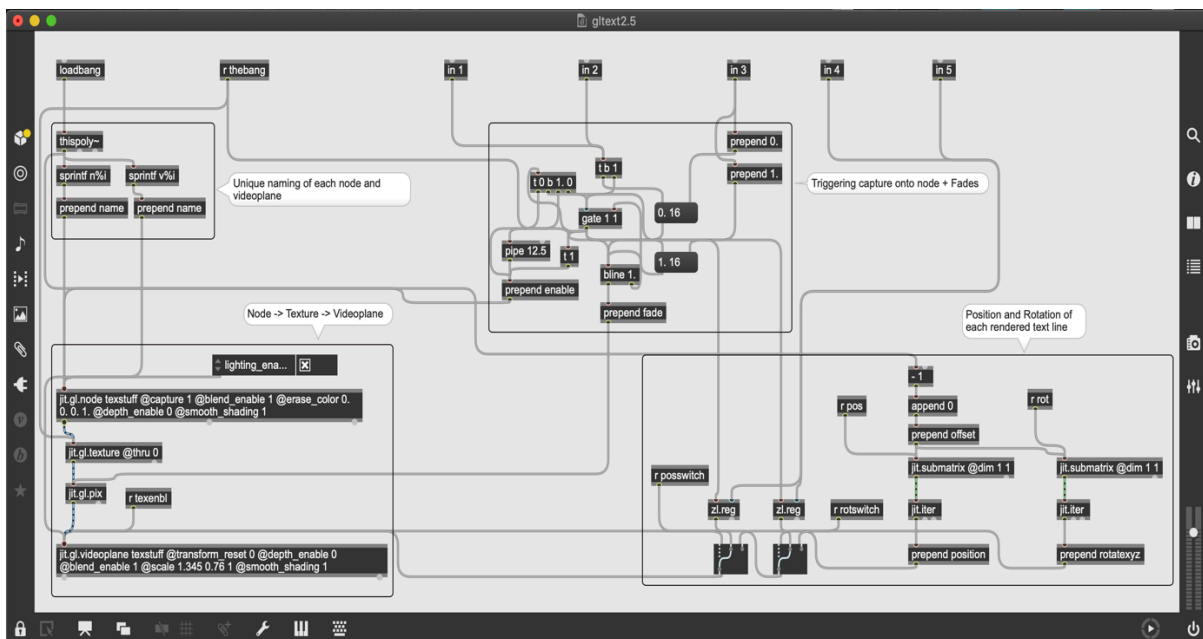 gltext2.5
loadbang
r thebang
in 1
in 2
in 3
in 4
in 5
thispoly~
sprintf n%i
sprintf v%i
prepend name
prepend name
Unique naming of each node and
videoplane
prepend 0.
prepend 1.
t b 1
t 0 b 1. 0
gate 1 1
0. 16
pipe 12.5
t 1
1. 16
bline 1.
prepend enable
prepend fade
Triggering capture onto node + Fades
Node -> Texture -> Videoplane
lighting_ena...
jit.gl.node texstuff @capture 1 @blend_enable 1 @erase_color 0.
0. 0. 1. @depth_enable 0 @smooth_shading 1
jit.gl.texture @thru 0
jit.gl.pix
r texenbl
jit.gl.videoplane texstuff @transform_reset 0 @depth_enable 0
@blend_enable 1 @scale 1.345 0.76 1 @smooth_shading 1
Position and Rotation of
each rendered text line
- 1
r pos
append 0
r rot
prepend offset
jit.submatrix @dim 1 1
jit.submatrix @dim 1 1
r posswitch
zl.reg
zl.reg
r rotswitch
jit.iter
jit.iter
prepend position
prepend rotatexyz